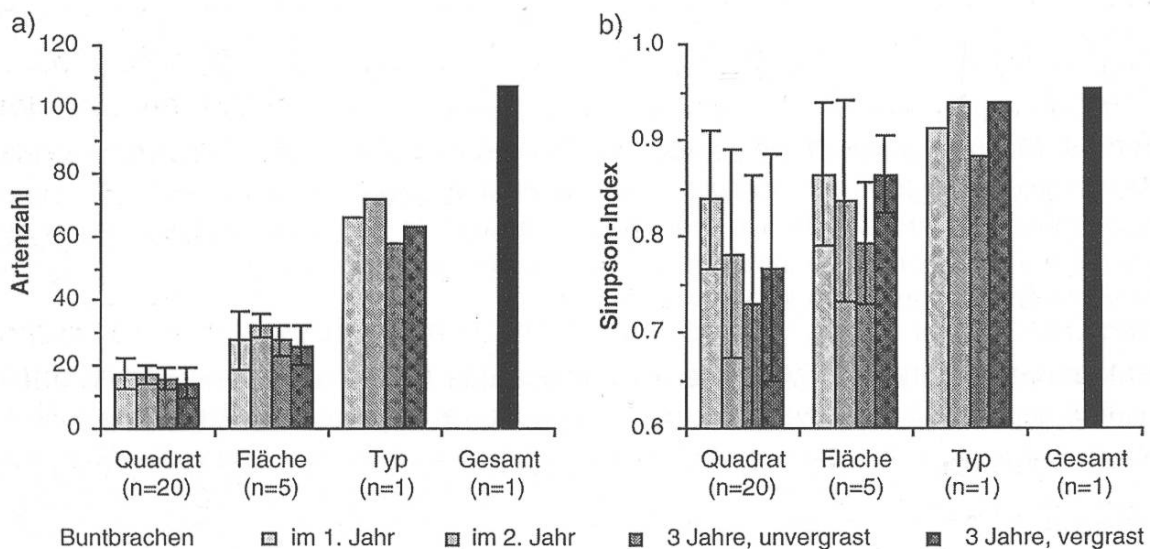 a)
Artenzahl
120
100
80
60
40
20
0
Quadrat Fläche Typ Gesamt
(n=20) (n=5) (n=1) (n=1)
b)
Simpson-Index
1.0
0.9
0.8
0.7
0.6
Quadrat Fläche Typ Gesamt
(n=20) (n=5) (n=1) (n=1)
Buntbrachen im 1. Jahr im 2. Jahr 3 Jahre, unvergrast 3 Jahre, vergrast